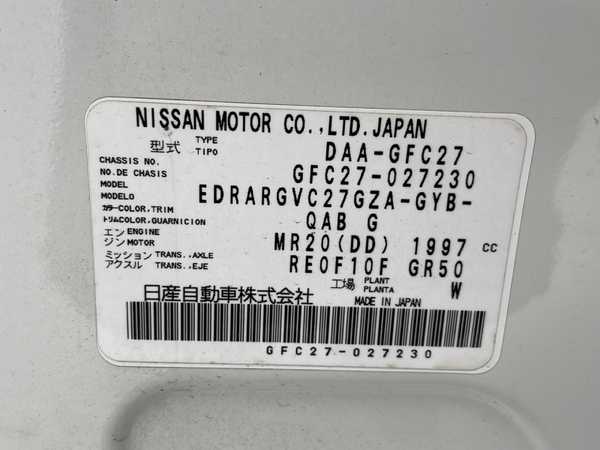 NISSAN MOTOR CO.,LTD.JAPAN
型式 TYPE TIPO DAA-GFC27
CHASSIS NO. NO.DE CHASIS GFC27-027230
MODEL MODELO EDRARGVC27GZA-GYB-
カラーCOLOR,TRIM トリムCOLOR,GUARNICION QAB G
エンジン ENGINE MOTOR MR20(DD) 1997 cc
ミッション TRANS.,AXLE アクスル TRANS.,EJE RE0F10F GR50
工場 PLANT PLANTA W
日産自動車株式会社 MADE IN JAPAN
GFC27-027230